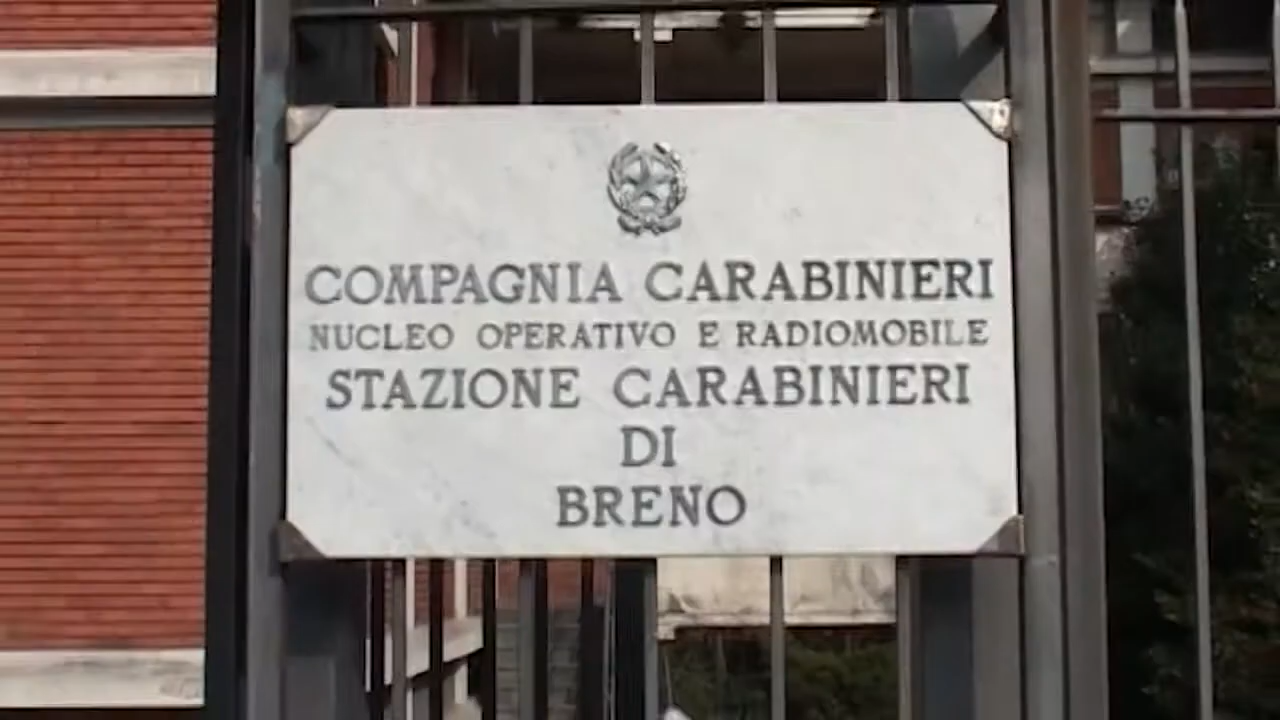 COMPAGNIA CARABINIERI
NUCLEO OPERATIVO E RADIOMOBILE
STAZIONE CARABINIERI
DI
BRENO